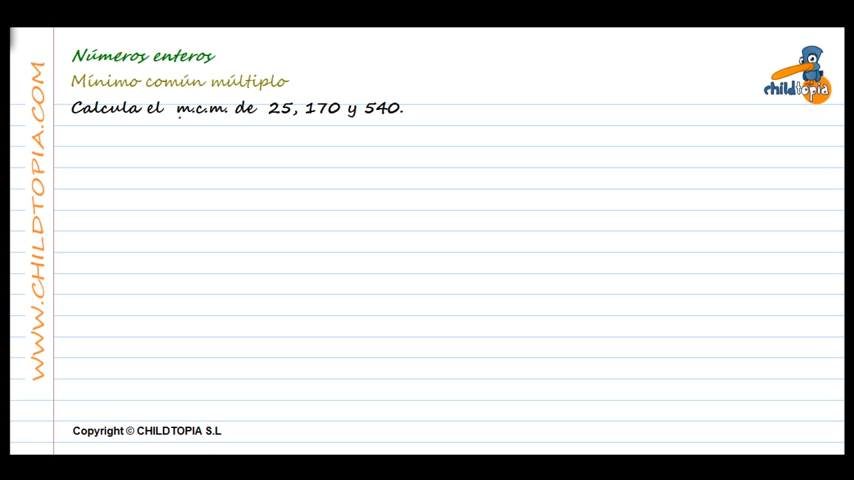 Números enteros
Mínimo común múltiplo
Calcula el m.c.m. de 25, 170 y 540.
childtopia
WWW.CHILDTOPIA.COM
Copyright © CHILDTOPIA S.L